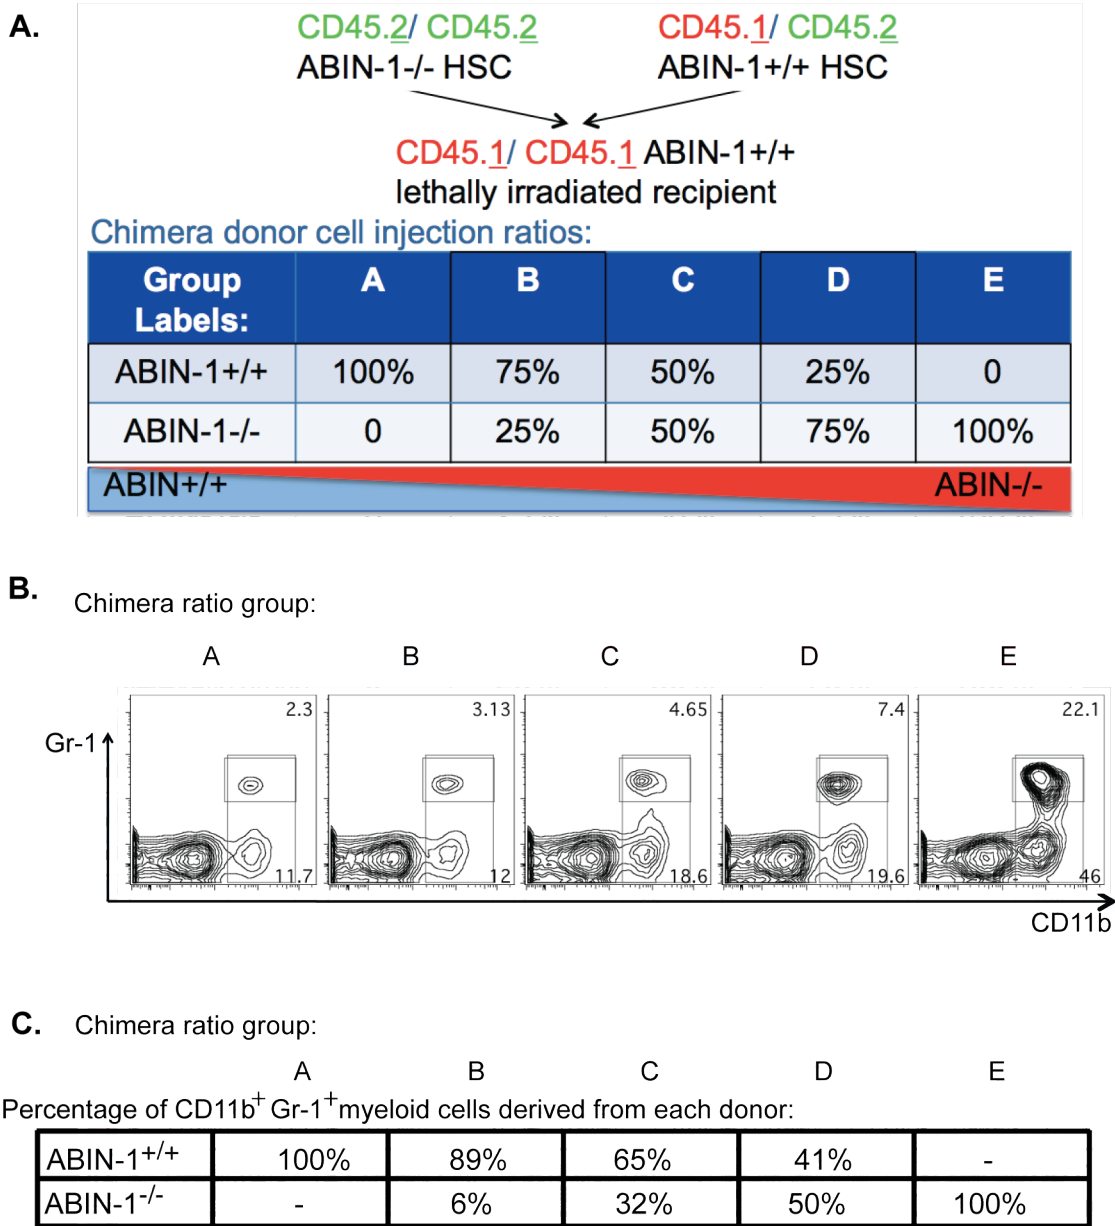 A.
CD45.2/ CD45.2
CD45.1/ CD45.2
ABIN-1-/- HSC
ABIN-1+/+ HSC
CD45.1/ CD45.1 ABIN-1+/+
lethally irradiated recipient
Chimera donor cell injection ratios:
Group Labels: A B C D E
ABIN-1+/+ 100% 75% 50% 25% 0
ABIN-1-/- 0 25% 50% 75% 100%
ABIN+/+ ABIN-/-
B.
Chimera ratio group:
A B C D E
2.3 3.13 4.65 7.4 22.1
Gr-1
11.7 12 18.6 19.6 46
CD11b
C.
Chimera ratio group:
A B C D E
Percentage of CD11b+ Gr-1+ myeloid cells derived from each donor:
ABIN-1+/+ 100% 89% 65% 41% -
ABIN-1-/- - 6% 32% 50% 100%